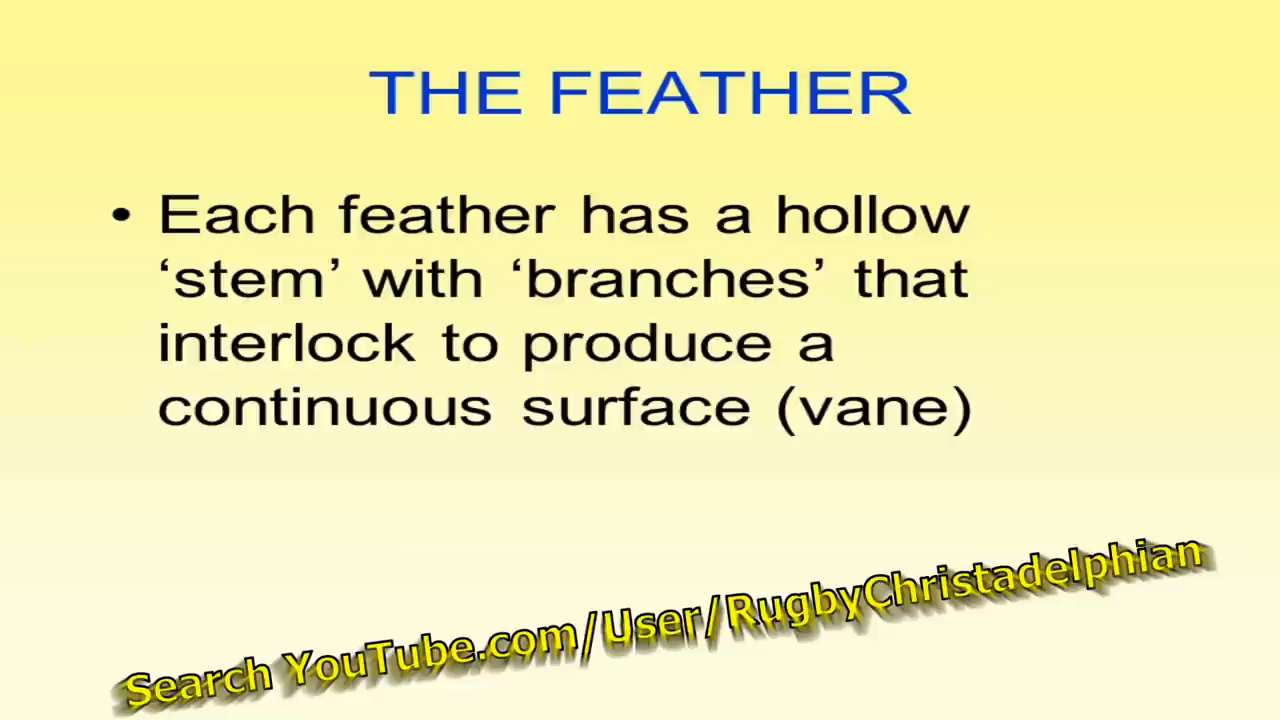 THE FEATHER
• Each feather has a hollow
‘stem’ with ‘branches’ that
interlock to produce a
continuous surface (vane)
Search YouTube.com/User/RugbyChristadelphian